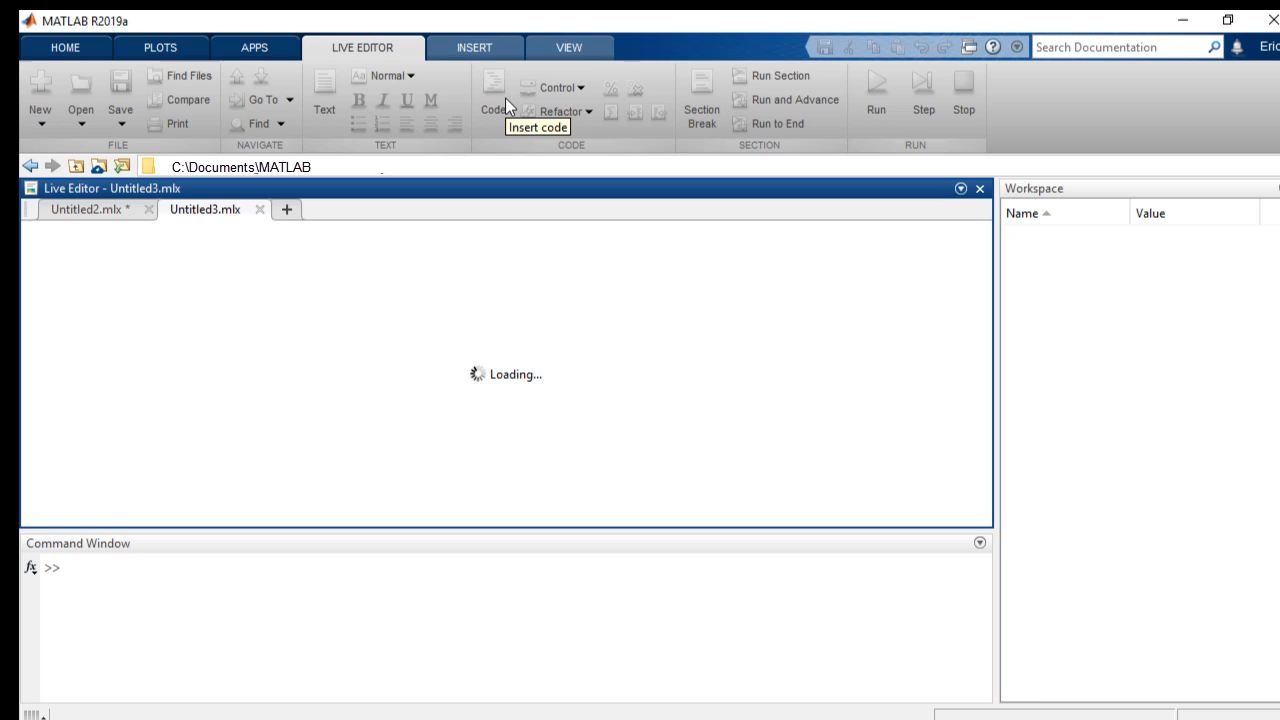 MATLAB R2019a
HOME PLOTS APPS LIVE EDITOR INSERT VIEW
Search Documentation
Eric
New
Open
Save
Find Files
Compare
Print
FILE
Go To
Find
NAVIGATE
Text
Aa Normal
B I U M
TEXT
Code
Control
Refactor
Insert code
CODE
Section
Break
Run Section
Run and Advance
Run to End
SECTION
Run
Step
Stop
RUN
C:\Documents\MATLAB
Live Editor - Untitled3.mlx
Untitled2.mlx * Untitled3.mlx +
Loading...
Workspace
Name Value
Command Window
fx >>